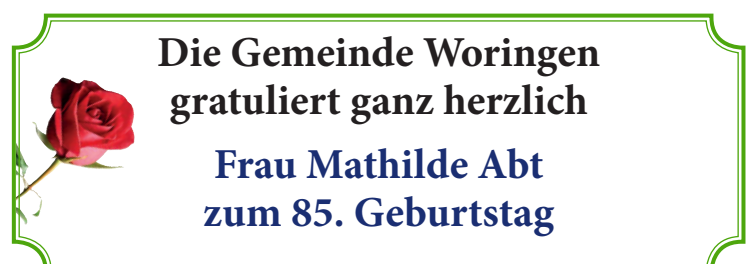 Die Gemeinde Woringen
gratuliert ganz herzlich
Frau Mathilde Abt
zum 85. Geburtstag